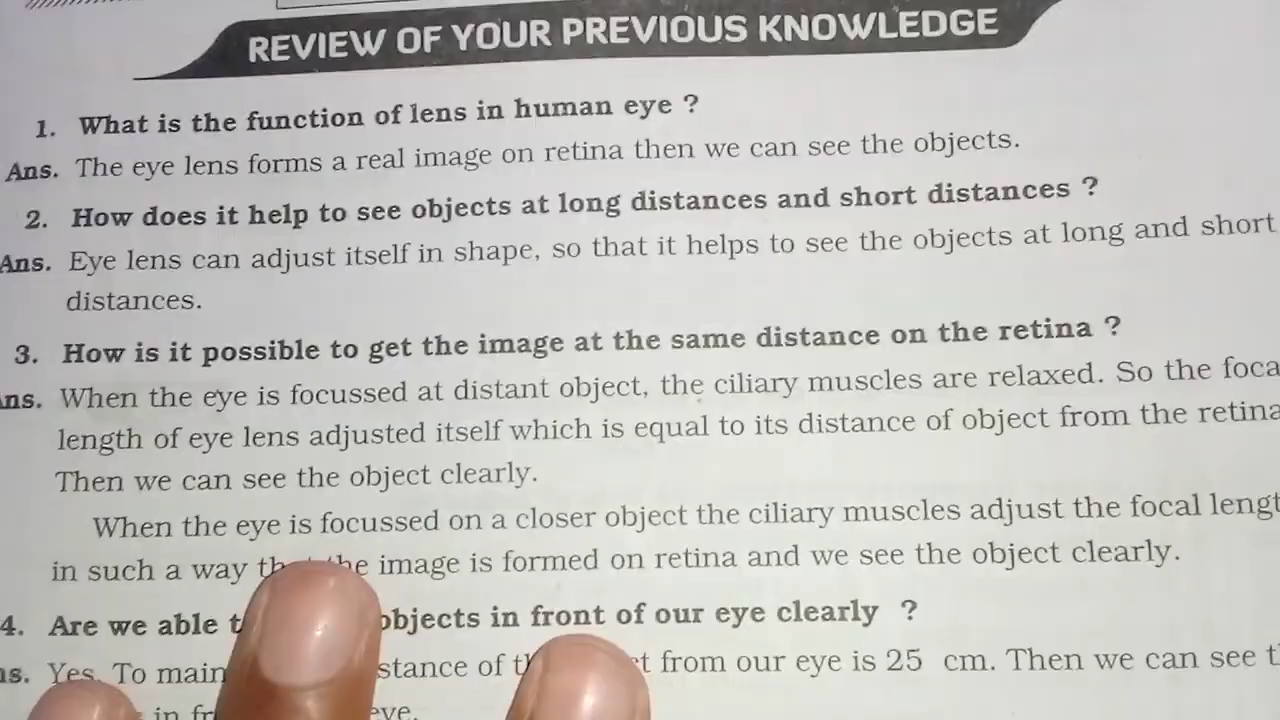 REVIEW OF YOUR PREVIOUS KNOWLEDGE
1. What is the function of lens in human eye ?
Ans. The eye lens forms a real image on retina then we can see the objects.
2. How does it help to see objects at long distances and short distances ?
Ans. Eye lens can adjust itself in shape, so that it helps to see the objects at long and short
distances.
3. How is it possible to get the image at the same distance on the retina ?
ns. When the eye is focussed at distant object, the ciliary muscles are relaxed. So the foca
length of eye lens adjusted itself which is equal to its distance of object from the retina
Then we can see the object clearly.
When the eye is focussed on a closer object the ciliary muscles adjust the focal lengt
in such a way the image is formed on retina and we see the object clearly.
4. Are we able objects in front of our eye clearly ?
s. Yes. To main stance of from our eye is 25 cm. Then we can see
in eye.